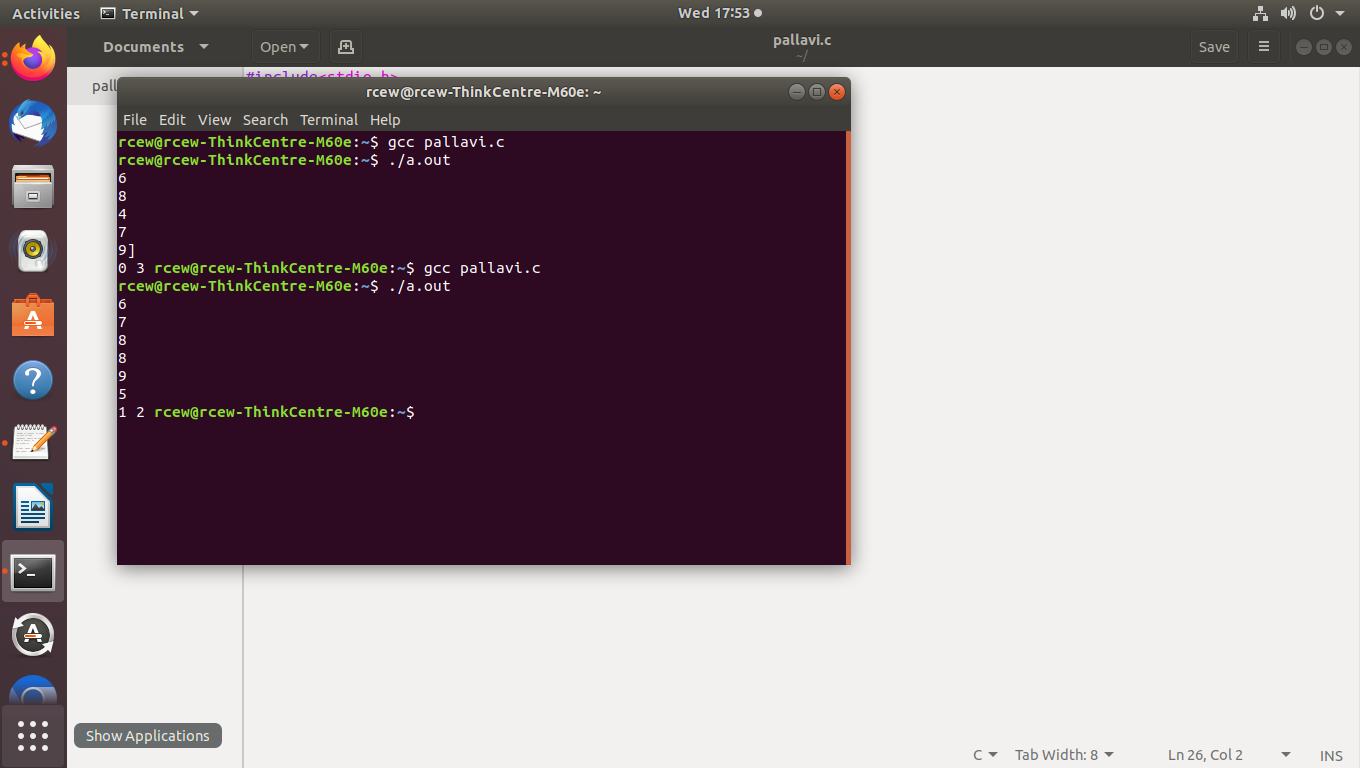 Activities Terminal Wed 17:53
Documents Open pallavi.c Save
~/
pall
#include<stdio.h>
rcew@rcew-ThinkCentre-M60e: ~
File Edit View Search Terminal Help
rcew@rcew-ThinkCentre-M60e:~$ gcc pallavi.c
rcew@rcew-ThinkCentre-M60e:~$ ./a.out
6
8
4
7
9]
0 3 rcew@rcew-ThinkCentre-M60e:~$ gcc pallavi.c
rcew@rcew-ThinkCentre-M60e:~$ ./a.out
6
7
8
8
9
5
1 2 rcew@rcew-ThinkCentre-M60e:~$
Show Applications
C Tab Width: 8 Ln 26, Col 2 INS